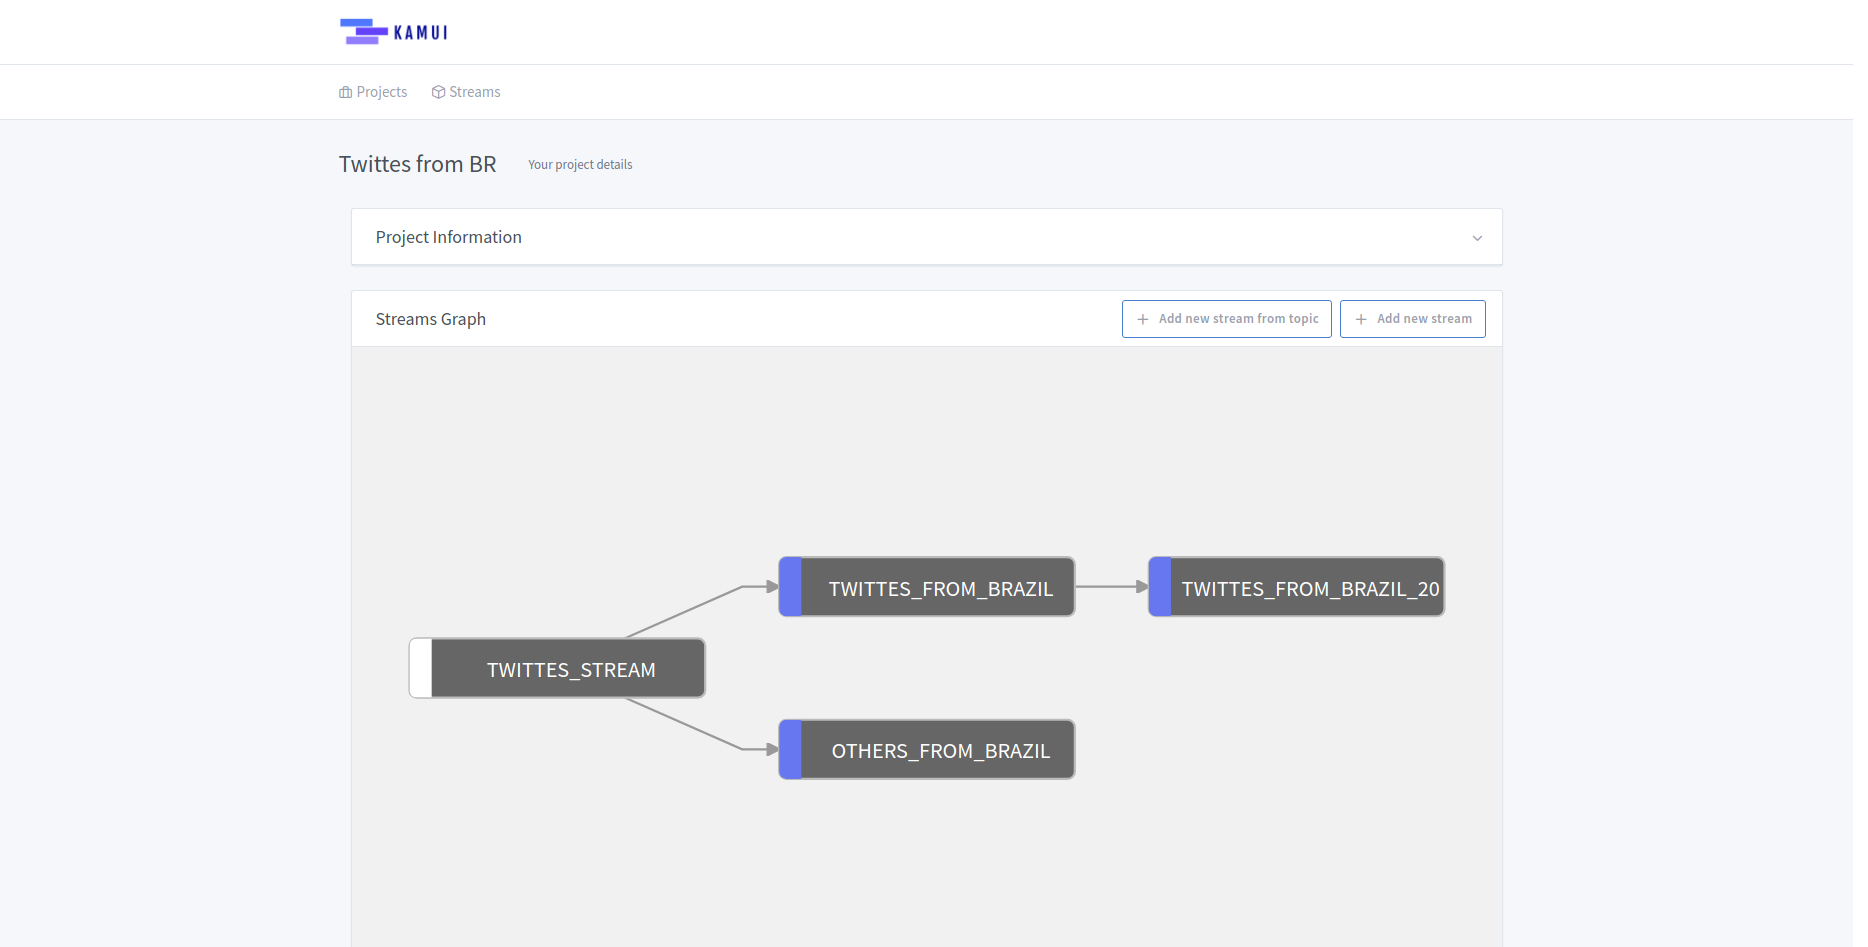 KAMUI
Projects Streams
Twittes from BR Your project details
Project Information
Streams Graph
Add new stream from topic
Add new stream
TWITTES_FROM_BRAZIL
TWITTES_FROM_BRAZIL_20
TWITTES_STREAM
OTHERS_FROM_BRAZIL